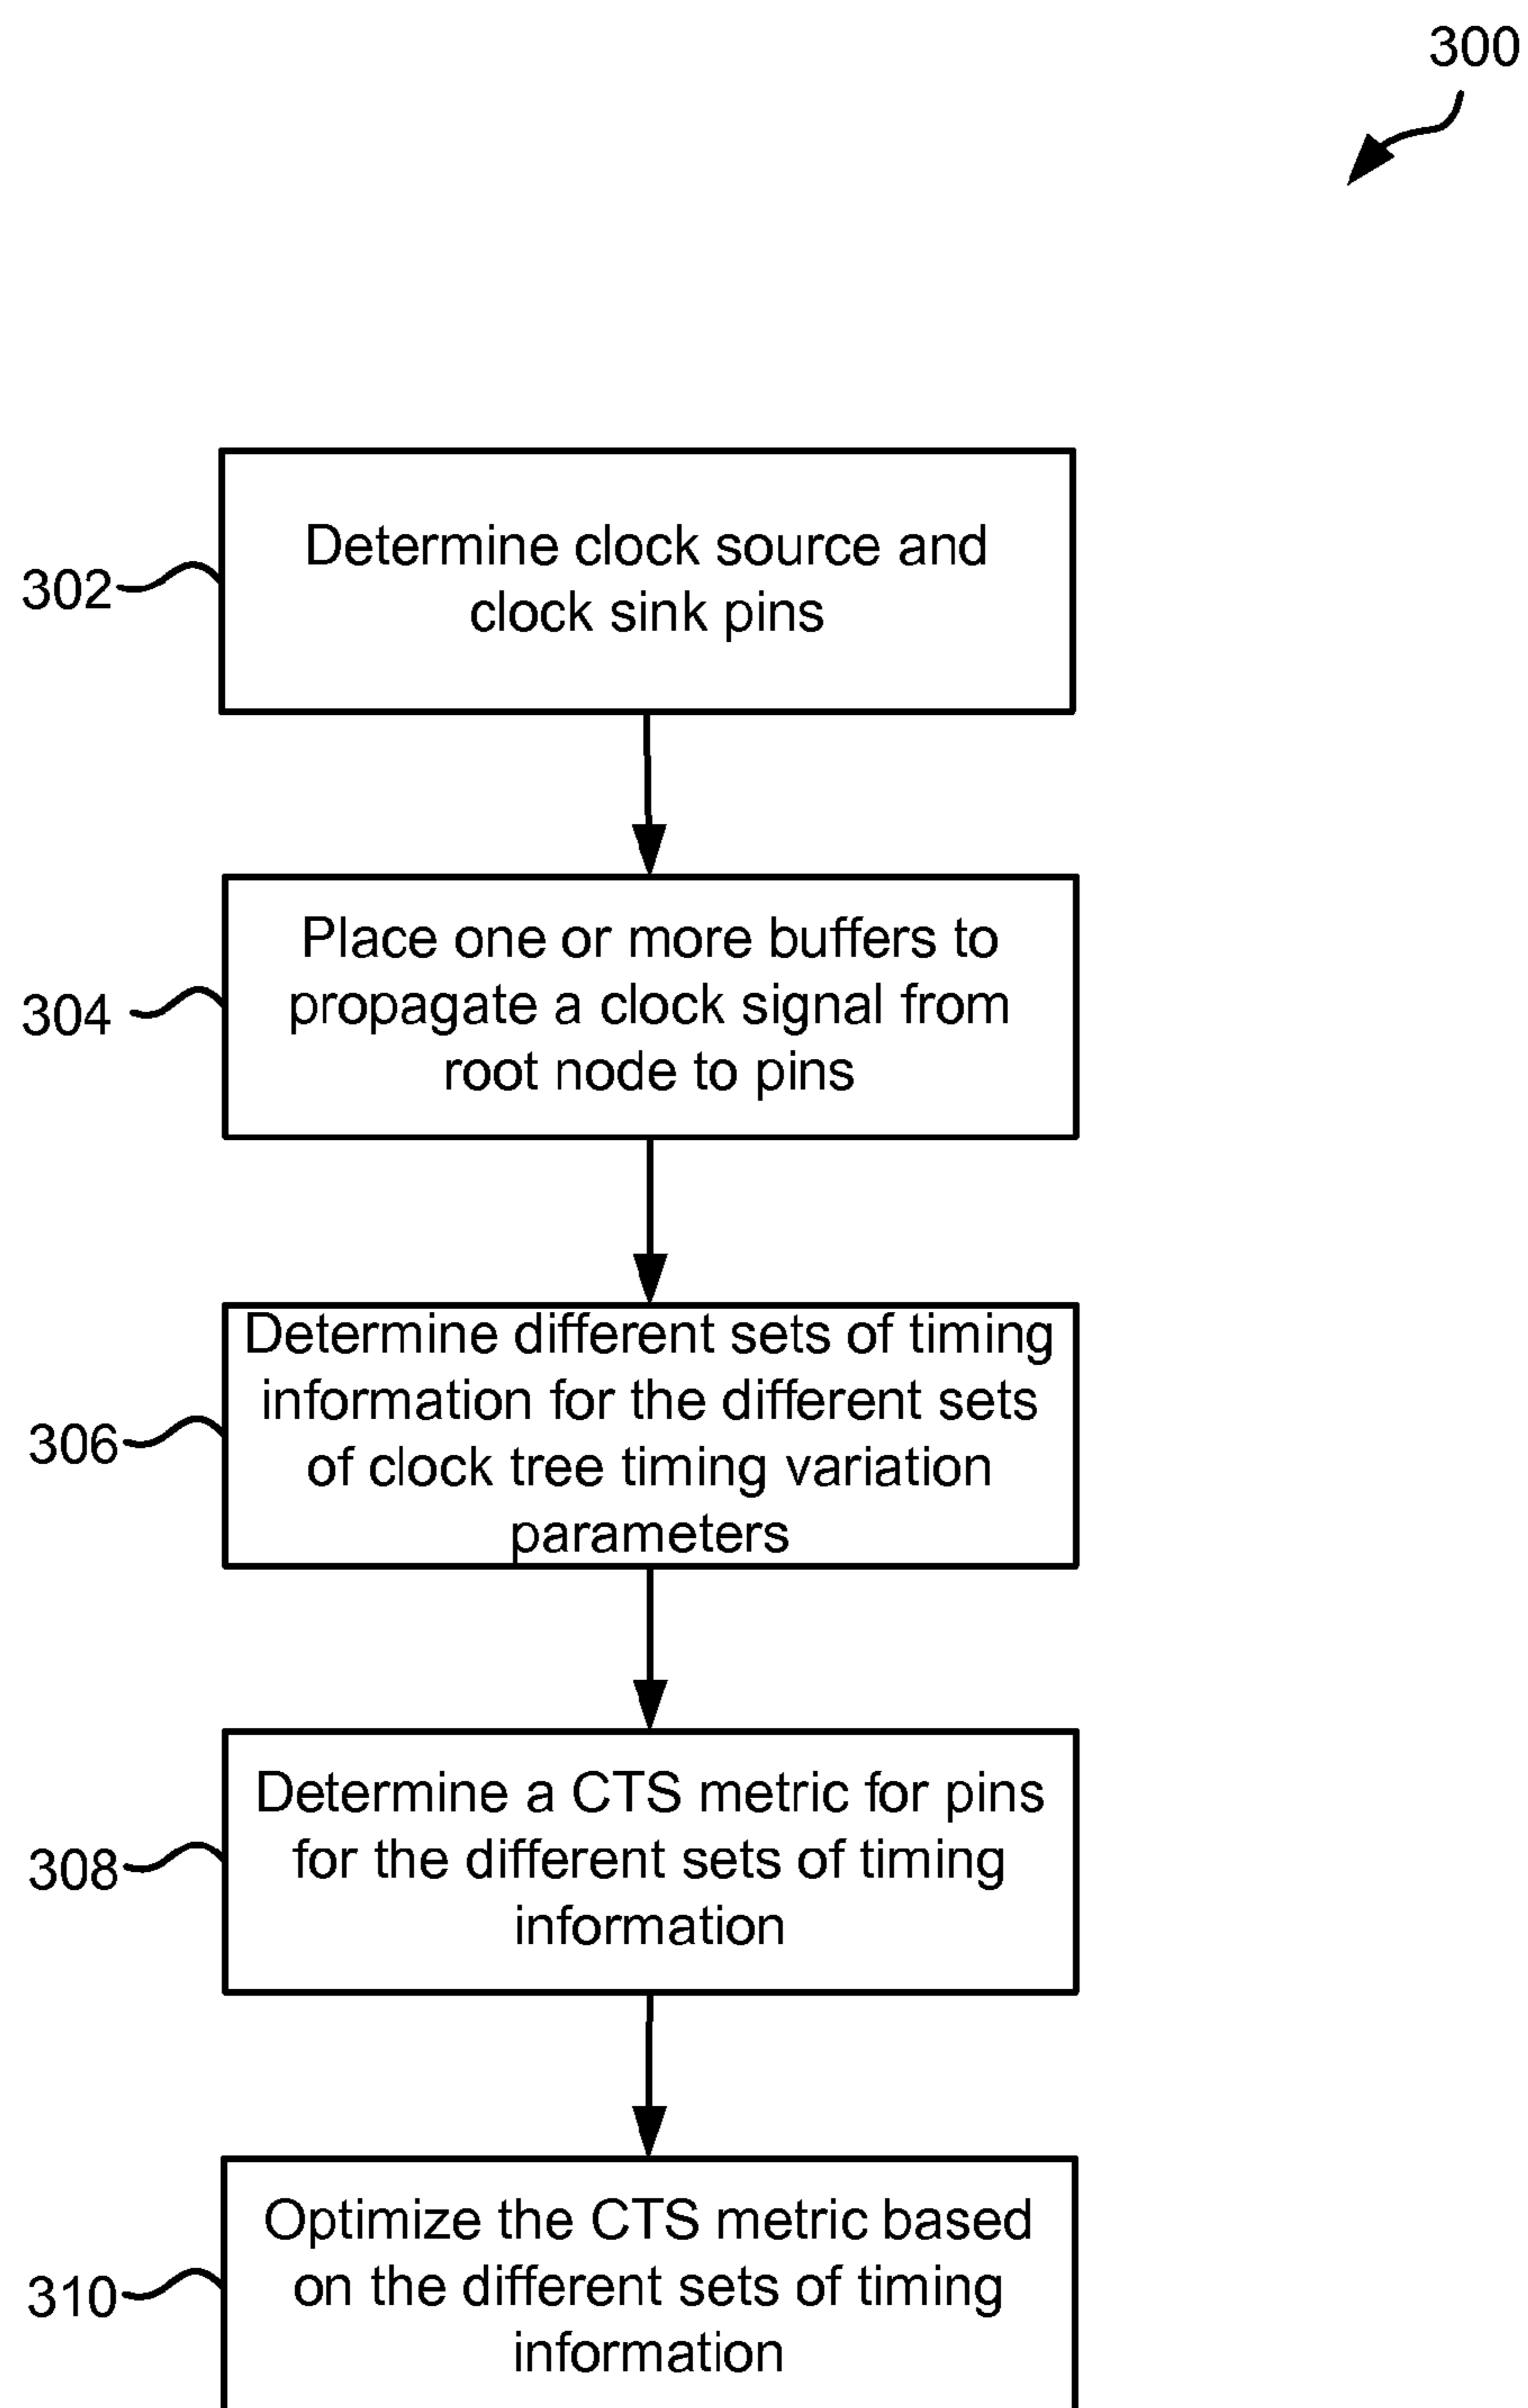 300
302
Determine clock source and
clock sink pins
304
Place one or more buffers to
propagate a clock signal from
root node to pins
306
Determine different sets of timing
information for the different sets
of clock tree timing variation
parameters
308
Determine a CTS metric for pins
for the different sets of timing
information
310
Optimize the CTS metric based
on the different sets of timing
information